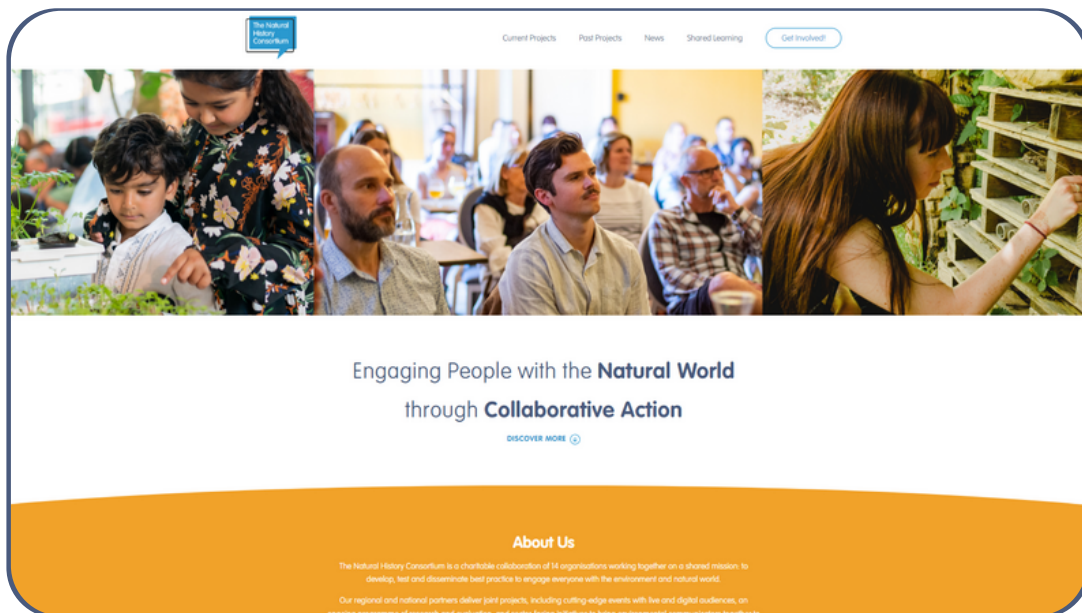 The Natural
History
Consortium
Current Projects Past Projects News Shared Learning Get Involved!
Engaging People with the Natural World
through Collaborative Action
DISCOVER MORE
About Us
The Natural History Consortium is a charitable collaboration of 14 organisations working together on a shared mission: to
develop, test and disseminate best practice to engage everyone with the environment and natural world.
Our regional and national partners deliver joint projects, including cutting-edge events with live and digital audiences, an